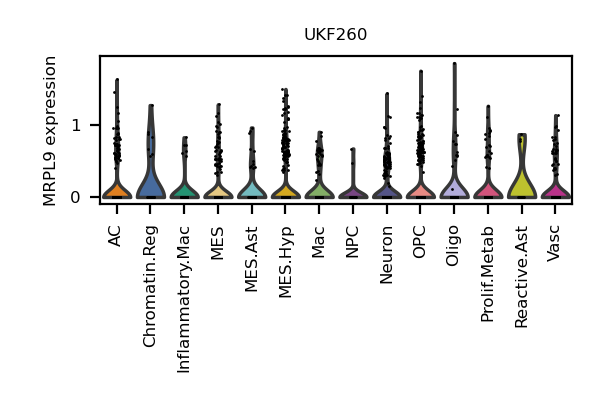 UKF260
MRPL9 expression
1
0
AC
Chromatin.Reg
Inflammatory.Mac
MES
MES.Ast
MES.Hyp
Mac
NPC
Neuron
OPC
Oligo
Prolif.Metab
Reactive.Ast
Vasc